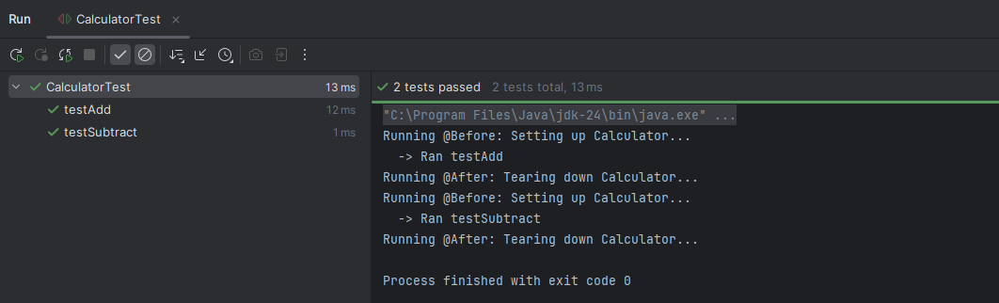 Run CalculatorTest
CalculatorTest 13 ms
testAdd 12 ms
testSubtract 1 ms
2 tests passed 2 tests total, 13 ms
"C:\Program Files\Java\jdk-24\bin\java.exe" ...
Running @Before: Setting up Calculator...
-> Ran testAdd
Running @After: Tearing down Calculator...
Running @Before: Setting up Calculator...
-> Ran testSubtract
Running @After: Tearing down Calculator...
Process finished with exit code 0